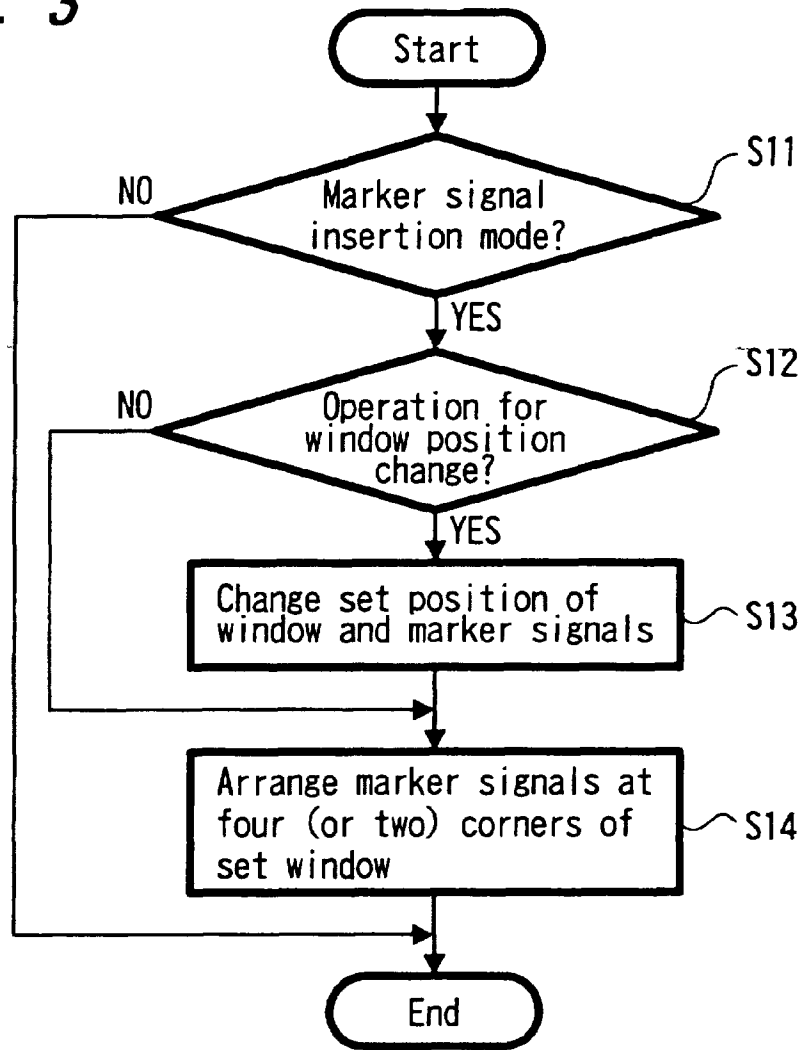 3
Start
S11
NO
Marker signal
insertion mode?
YES
S12
NO
Operation for
window position
change?
YES
Change set position of
window and marker signals
S13
Arrange marker signals at
four (or two) corners of
set window
S14
End